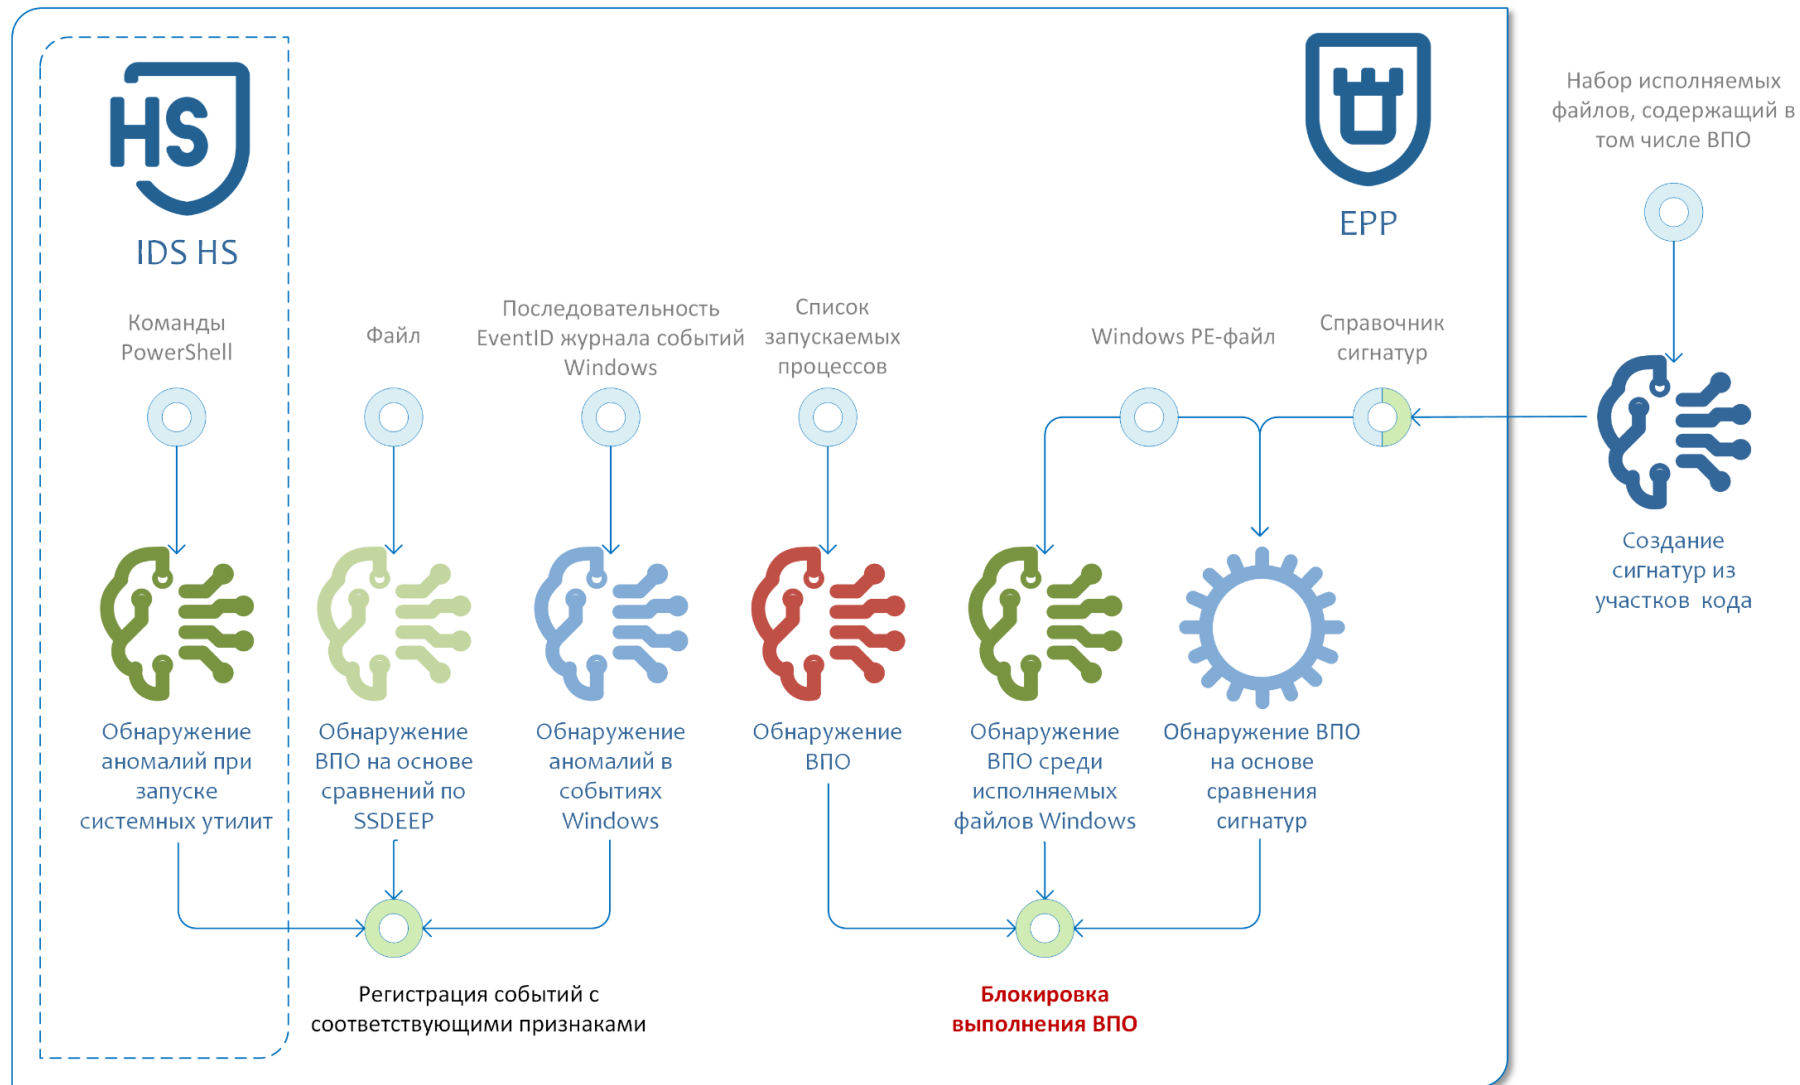 HS
IDS HS
EPP
Набор исполняемых
файлов, содержащий в
том числе ВПО
Команды
PowerShell
Файл
Последовательность
EventID журнала событий
Windows
Список
запускаемых
процессов
Windows PE-файл
Справочник
сигнатур
Создание
сигнатур из
участков кода
Обнаружение
аномалий при
запуске
системных утилит
Обнаружение
ВПО на основе
сравнений по
SSDEEP
Обнаружение
аномалий в
событиях
Windows
Обнаружение
ВПО
Обнаружение
ВПО среди
исполняемых
файлов Windows
Обнаружение ВПО
на основе
сравнения
сигнатур
Регистрация событий с
соответствующими признаками
Блокировка
выполнения ВПО